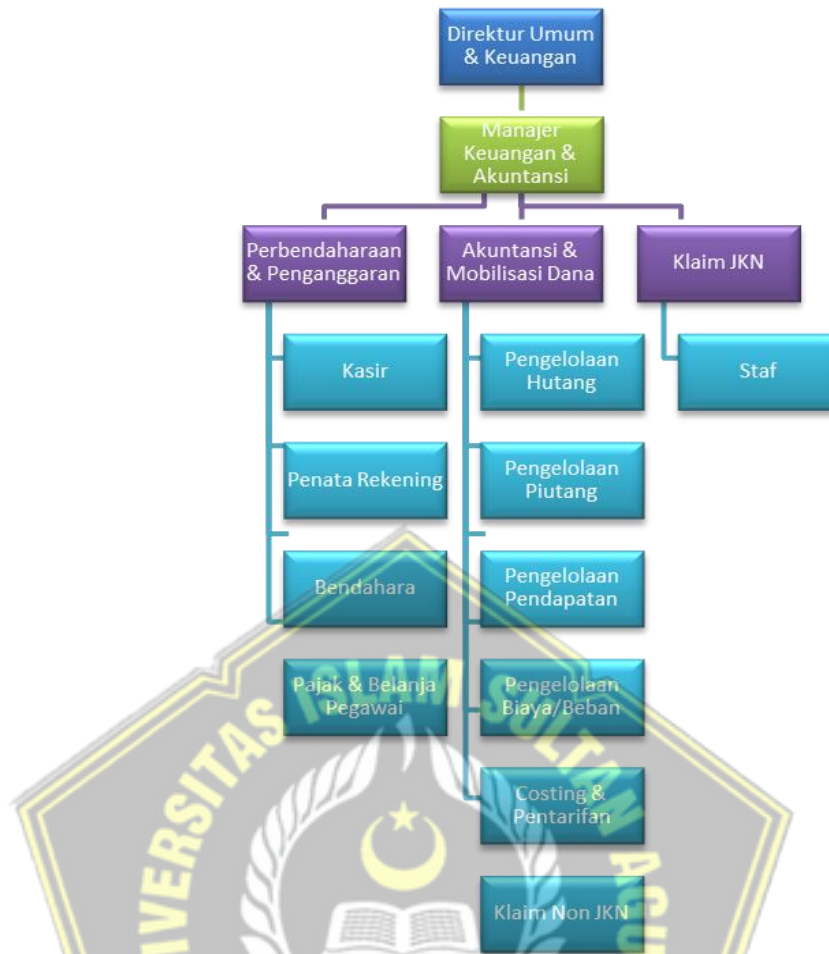 Direktur Umum
& Keuangan
Manajer
Keuangan &
Akuntansi
Perbendaharaan
& Penganggaran
Akuntansi &
Mobilisasi Dana
Klaim JKN
Kasir
Pengelolaan
Hutang
Staf
Penata Rekening
Pengelolaan
Piutang
Bendahara
Pengelolaan
Pendapatan
Pajak & Belanja
Pegawai
Pengelolaan
Biaya/Beban
Costing &
Pentarifan
Klaim Non JKN
ISLAM